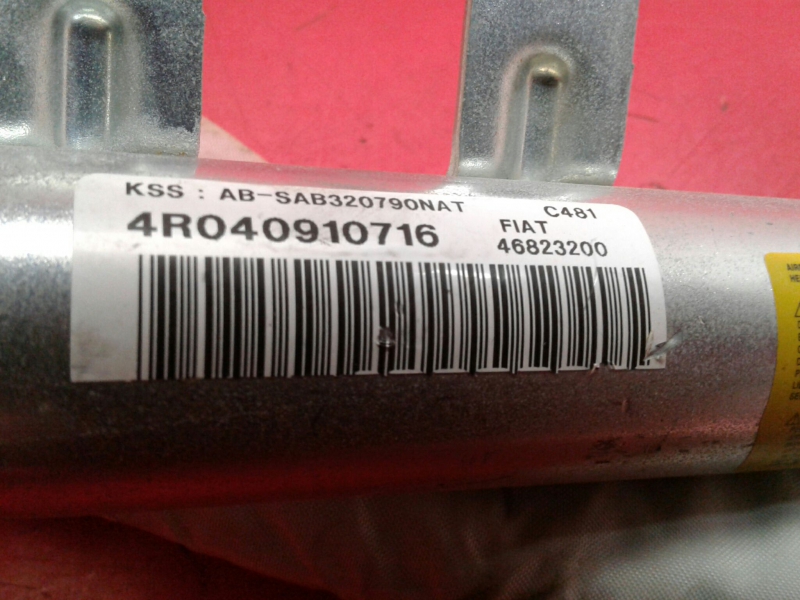 KSS : AB-SAB320790NAT
C481
4R040910716
FIAT
46823200